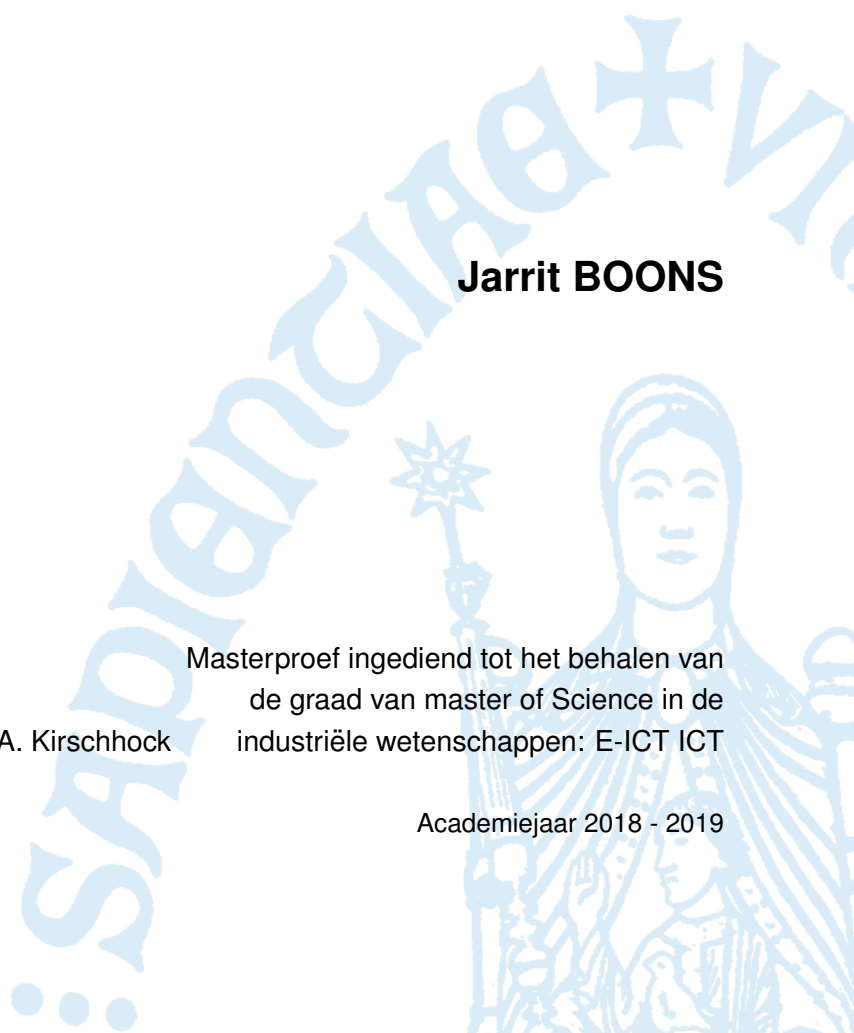 SAPIENTIAE
Jarrit BOONS
Masterproef ingediend tot het behalen van
de graad van master of Science in de
A. Kirschhock industriële wetenschappen: E-ICT ICT
Academiejaar 2018 - 2019